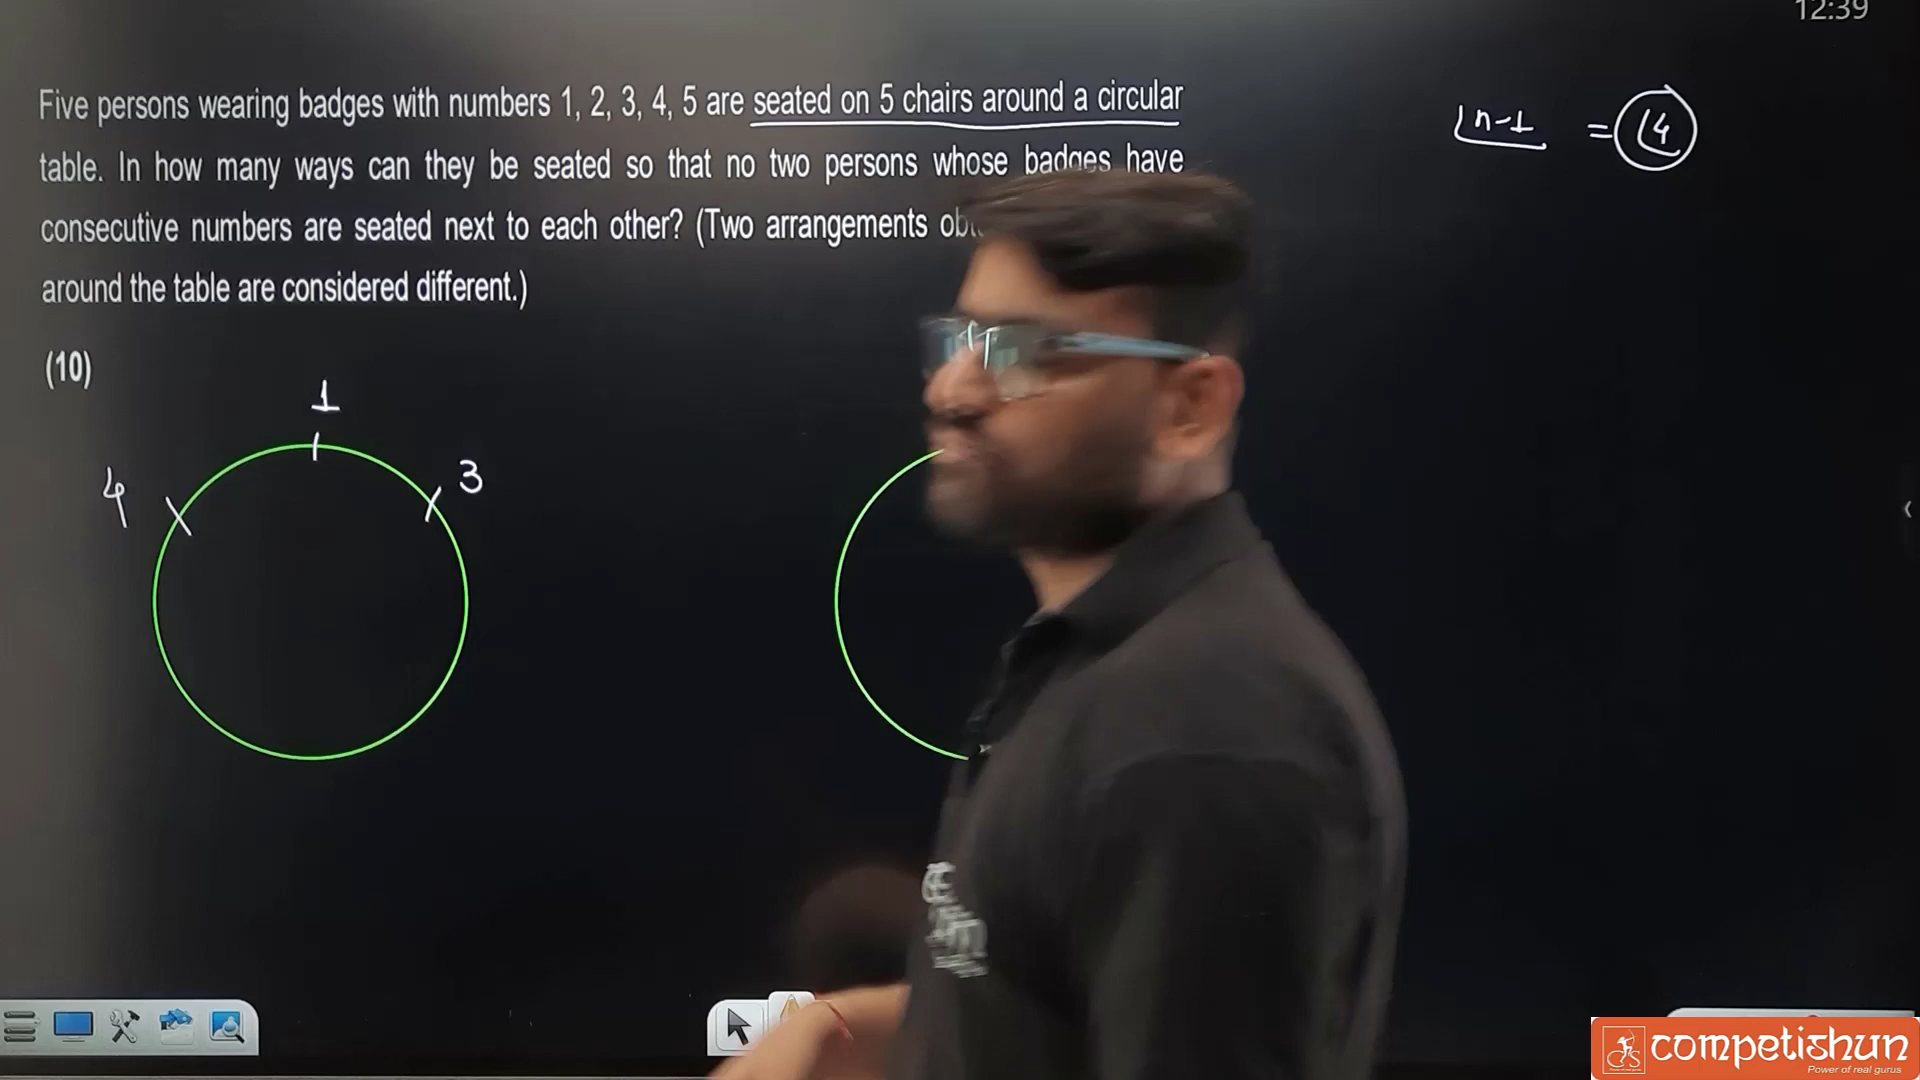 12:39
Five persons wearing badges with numbers 1, 2, 3, 4, 5 are seated on 5 chairs around a circular
table. In how many ways can they be seated so that no two persons whose badges have
consecutive numbers are seated next to each other? (Two arrangements
around the table are considered different.)
(10)
⌊n-1 = ⌊4
1
4
3
competishun
Power of real gurus